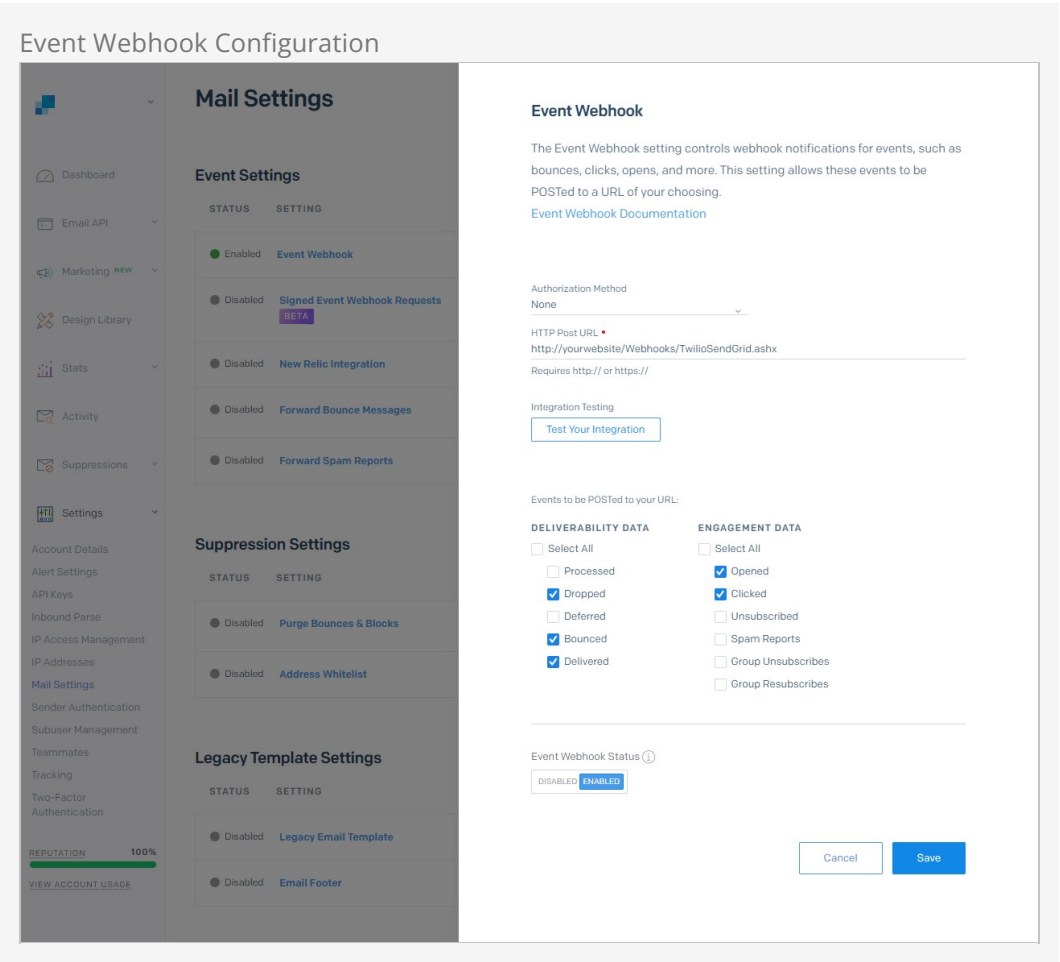 Event Webhook Configuration
Dashboard
Email API
Marketing NEW
Design Library
Stats
Activity
Suppressions
Settings
Account Details
Alert Settings
API Keys
Inbound Parse
IP Access Management
IP Addresses
Mail Settings
Sender Authentication
Subuser Management
Teammates
Tracking
Two-Factor
Authentication
REPUTATION 100%
VIEW ACCOUNT USAGE
Mail Settings
Event Settings
STATUS SETTING
Enabled Event Webhook
Disabled Signed Event Webhook Requests
BETA
Disabled New Relic Integration
Disabled Forward Bounce Messages
Disabled Forward Spam Reports
Suppression Settings
STATUS SETTING
Disabled Purge Bounces & Blocks
Disabled Address Whitelist
Legacy Template Settings
STATUS SETTING
Disabled Legacy Email Template
Disabled Email Footer
Event Webhook
The Event Webhook setting controls webhook notifications for events, such as
bounces, clicks, opens, and more. This setting allows these events to be
POSTed to a URL of your choosing.
Event Webhook Documentation
Authorization Method
None
HTTP Post URL •
http://yourwebsite/Webhooks/TwilioSendGrid.ashx
Requires http:// or https://
Integration Testing
Test Your Integration
Events to be POSTed to your URL:
DELIVERABILITY DATA
Select All
Processed
Dropped
Deferred
Bounced
Delivered
ENGAGEMENT DATA
Select All
Opened
Clicked
Unsubscribed
Spam Reports
Group Unsubscribes
Group Resubscribes
Event Webhook Status
DISABLED ENABLED
Cancel Save